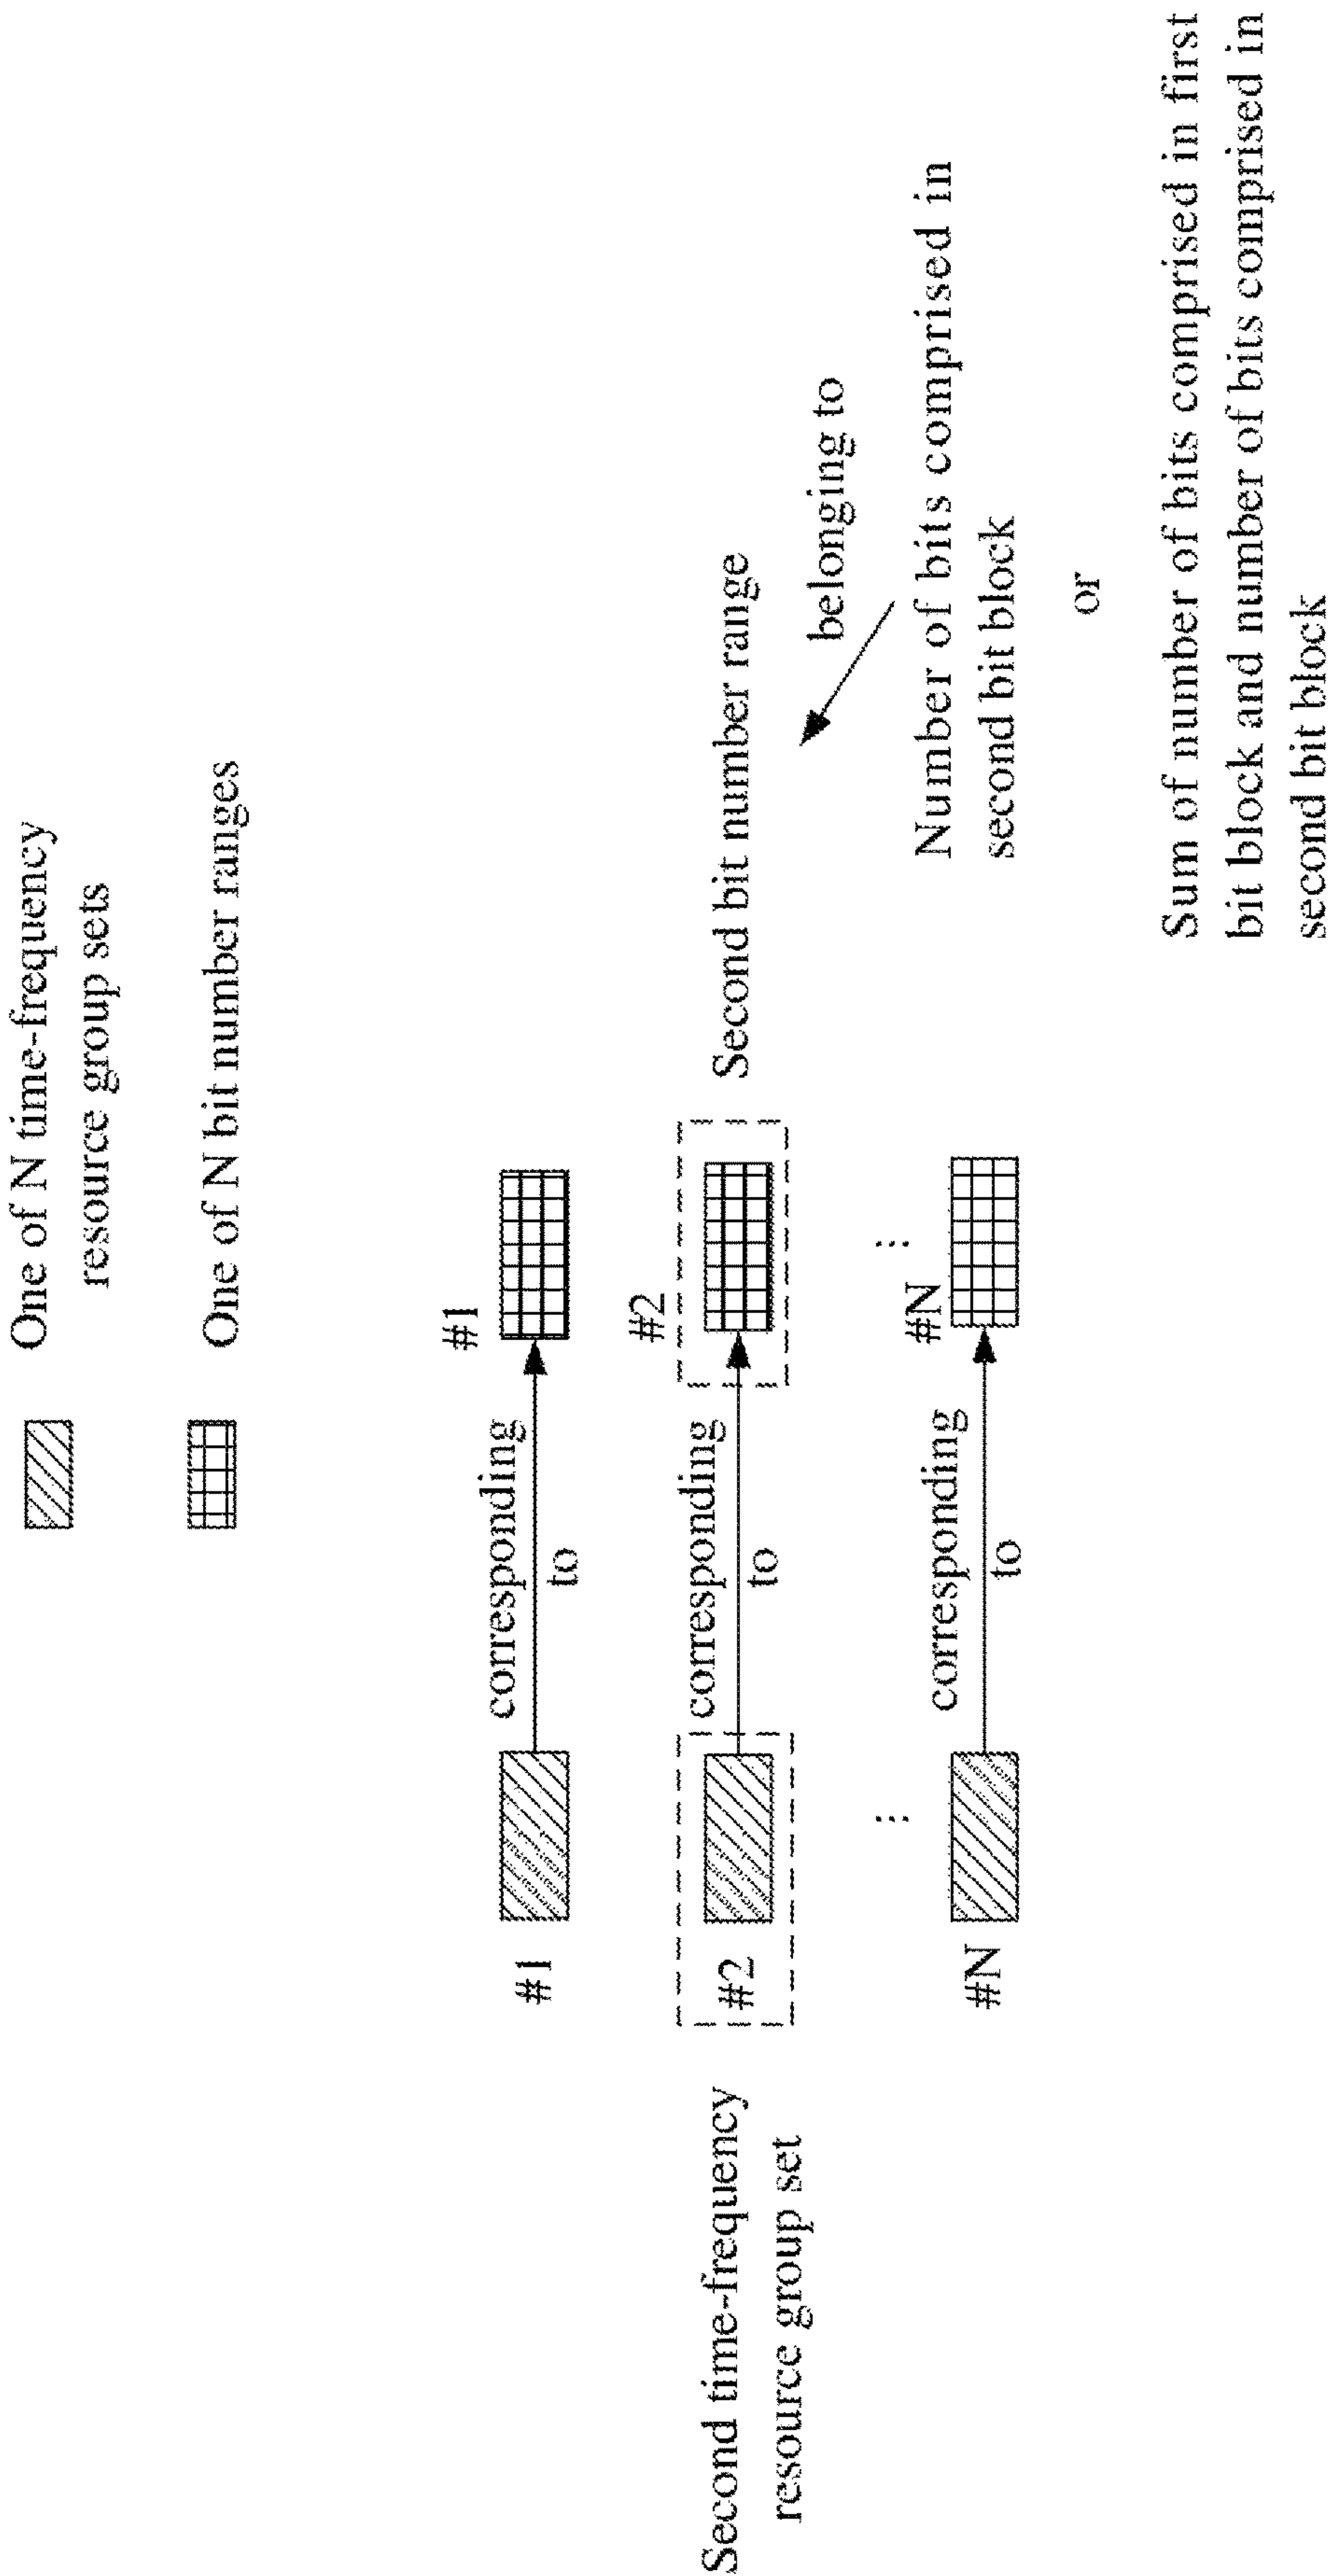 One of N time-frequency
resource group sets
One of N bit number ranges
#1
corresponding
to
#1
Second time-frequency
resource group set
#2
corresponding
to
#2
Second bit number range
belonging to
Number of bits comprised in
second bit block
or
Sum of number of bits comprised in first
bit block and number of bits comprised in
second bit block
...
...
#N
corresponding
to
#N